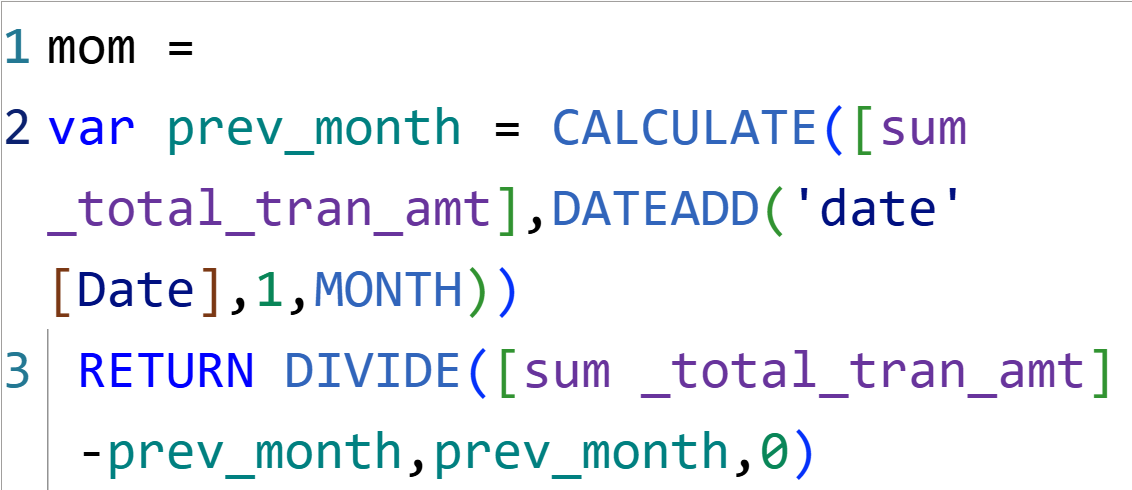 1 mom =
2 var prev_month = CALCULATE([sum
_total_tran_amt],DATEADD('date'
[Date],1,MONTH))
3 RETURN DIVIDE([sum _total_tran_amt]
-prev_month,prev_month,0)